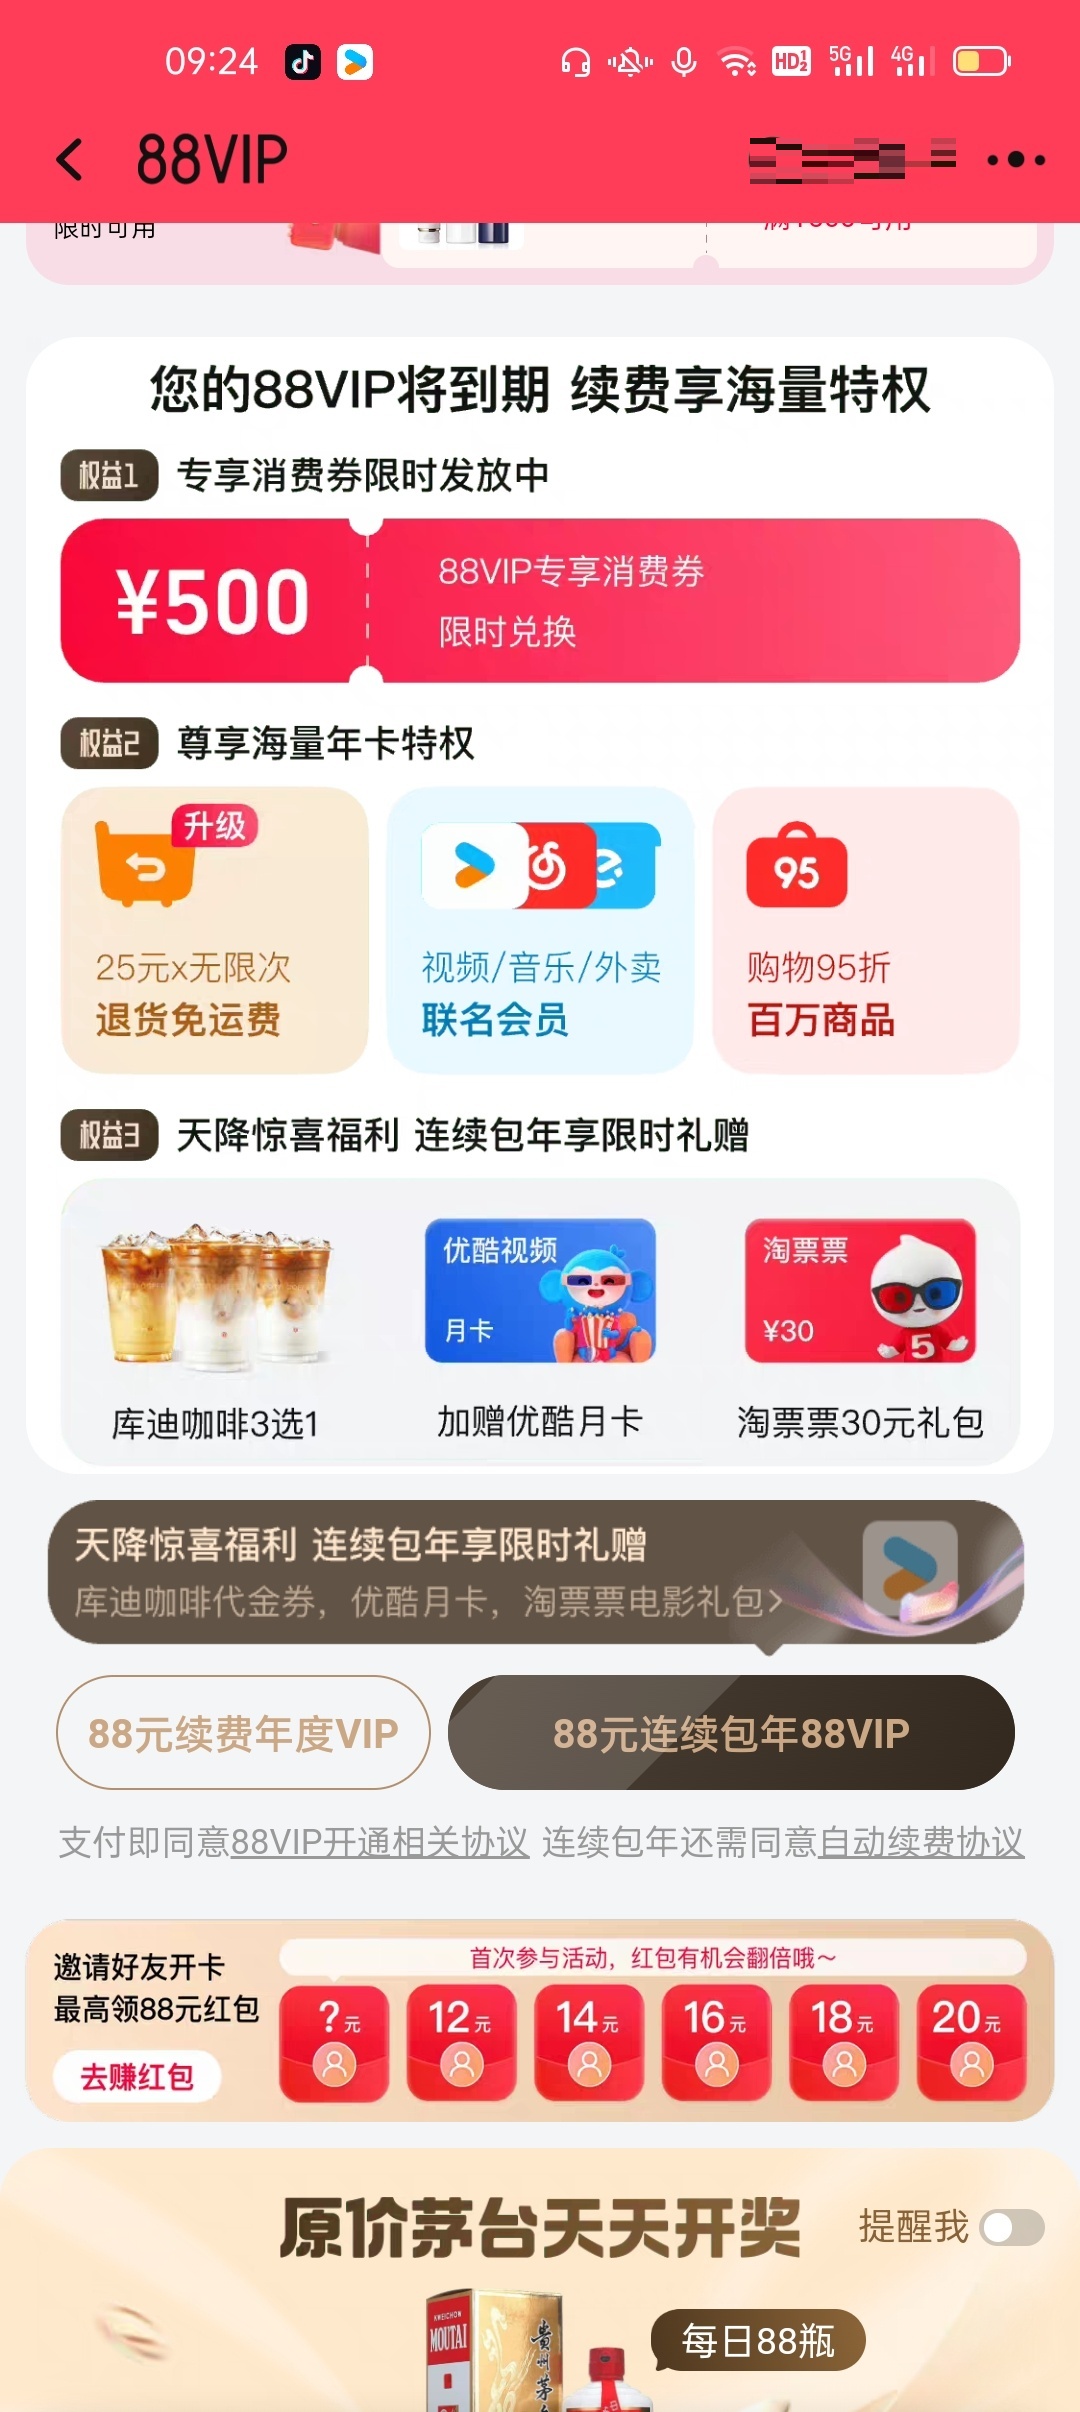 09:24
HD 1 2
5G
4G
88VIP
限时可用
您的88VIP将到期 续费享海量特权
权益1 专享消费券限时发放中
¥500
88VIP专享消费券
限时兑换
权益2 尊享海量年卡特权
升级
25元x无限次
退货免运费
视频/音乐/外卖
联名会员
95
购物95折
百万商品
权益3 天降惊喜福利 连续包年享限时礼赠
优酷视频
月卡
淘票票
¥30
5
库迪咖啡3选1
加赠优酷月卡
淘票票30元礼包
天降惊喜福利 连续包年享限时礼赠
库迪咖啡代金券，优酷月卡，淘票票电影礼包>
88元续费年度VIP
88元连续包年88VIP
支付即同意88VIP开通相关协议 连续包年还需同意自动续费协议
邀请好友开卡
最高领88元红包
去赚红包
首次参与活动，红包有机会翻倍哦～
?元
12元
14元
16元
18元
20元
原价茅台天天开奖
提醒我
每日88瓶
KWEICHOW
MOUTAI
貴州茅